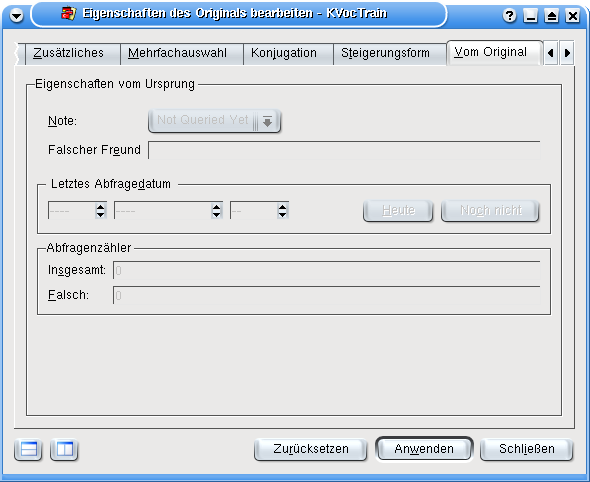 Eigenschaften des Originals bearbeiten - KVocTrain
Zusätzliches Mehrfachauswahl Konjugation Steigerungsform Vom Original
Eigenschaften vom Ursprung
Note: Not Queried Yet
Falscher Freund
Letztes Abfragedatum
---- ---- -- Heute Noch nicht
Abfragenzähler
Insgesamt: 0
Falsch: 0
Zurücksetzen Anwenden Schließen